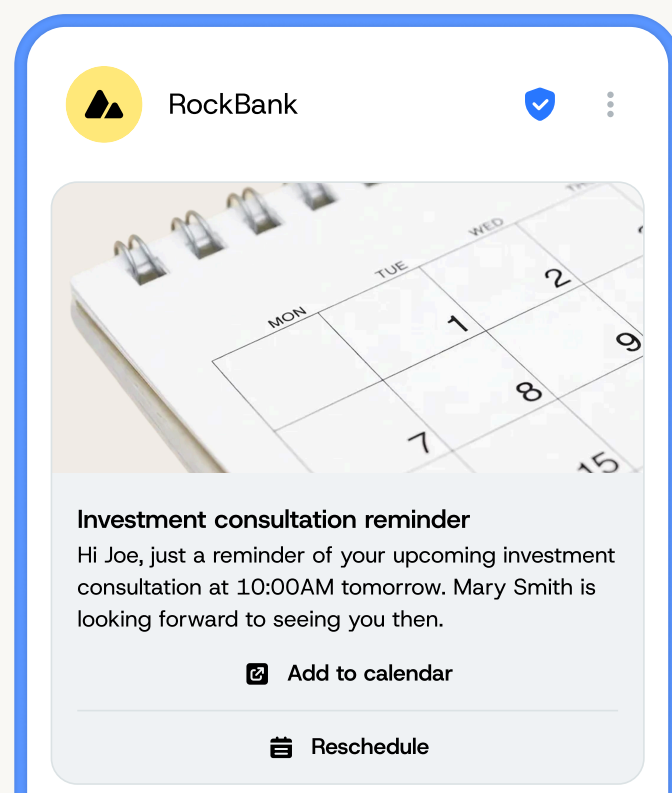 RockBank
TH
WED
TUE
MON
2
1
9
8
7
15
Investment consultation reminder
Hi Joe, just a reminder of your upcoming investment
consultation at 10:00AM tomorrow. Mary Smith is
looking forward to seeing you then.
Add to calendar
Reschedule